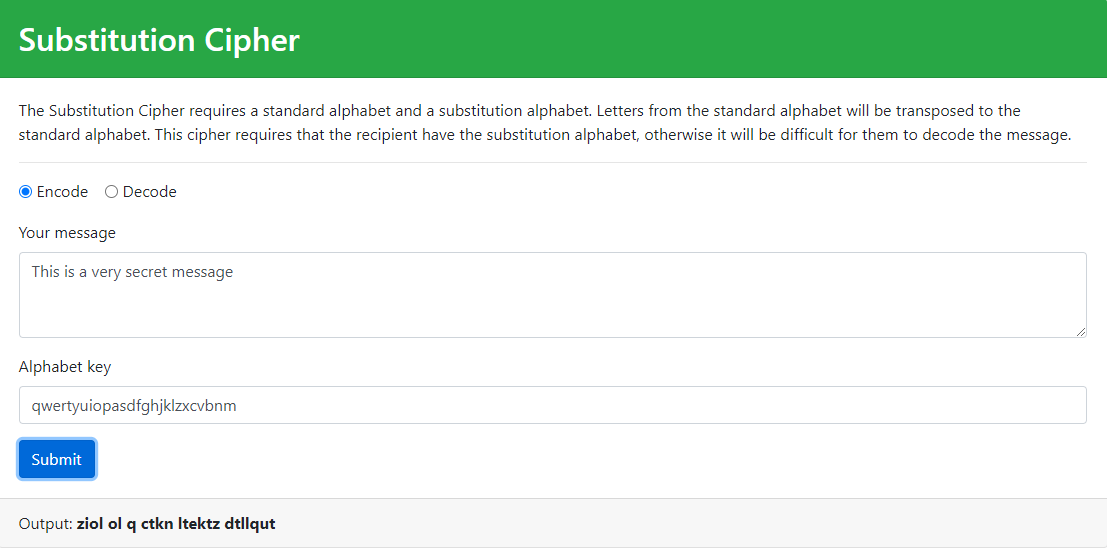 Substitution Cipher
The Substitution Cipher requires a standard alphabet and a substitution alphabet. Letters from the standard alphabet will be transposed to the
standard alphabet. This cipher requires that the recipient have the substitution alphabet, otherwise it will be difficult for them to decode the message.
Encode Decode
Your message
This is a very secret message
Alphabet key
qwertyuiopasdfghjklzxcvbnm
Submit
Output: ziol ol q ctkn ltektz dtllqut